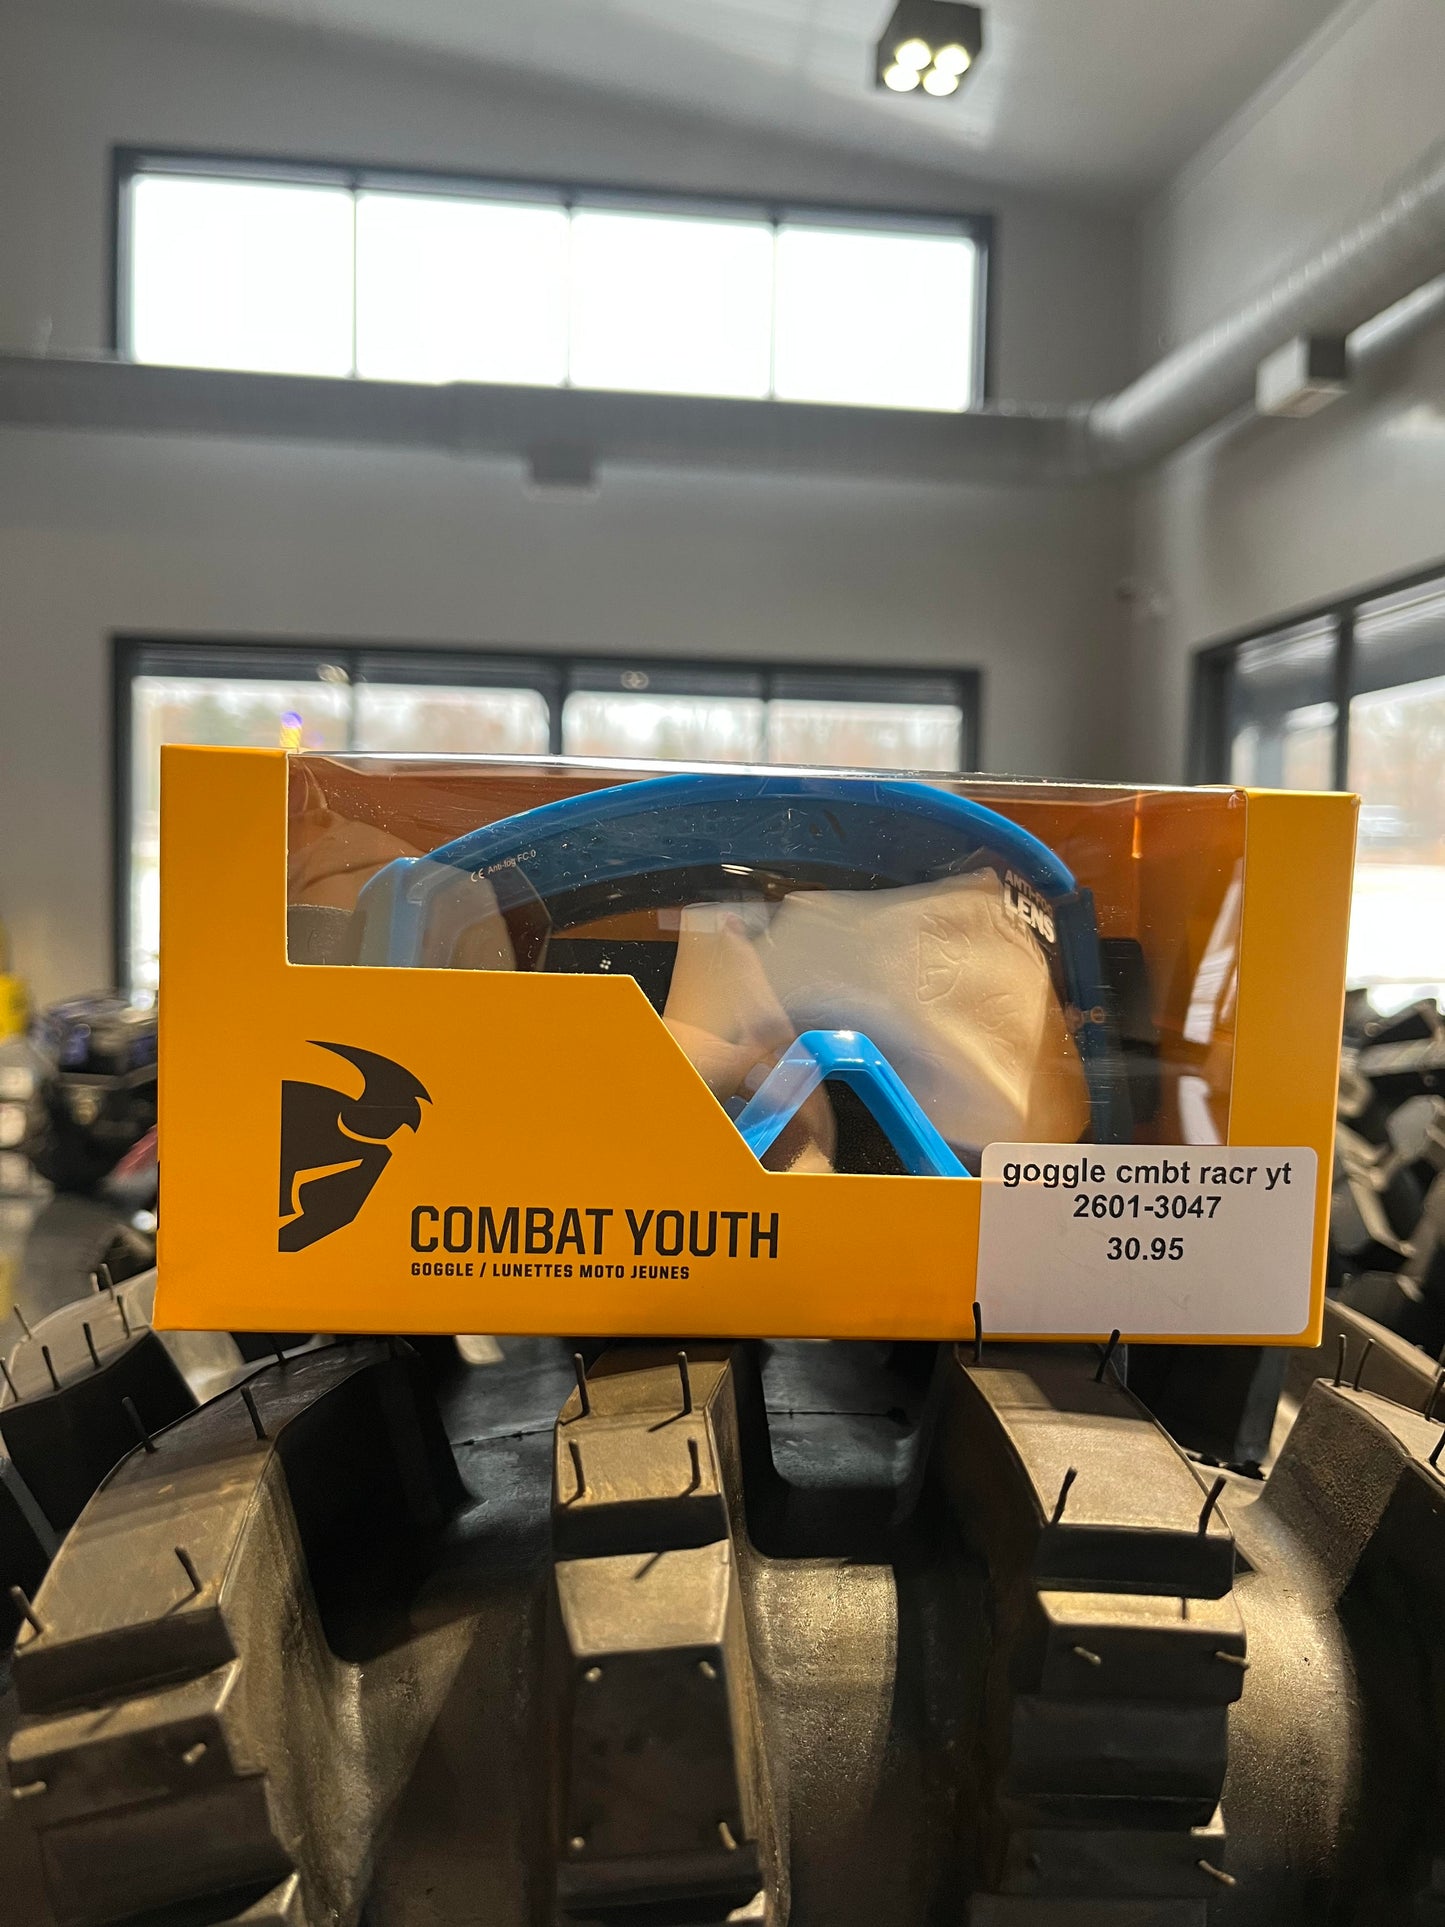 CE Anti-fog FC 0
ANTI-FOG
LENS
COMBAT YOUTH
GOGGLE / LUNETTES MOTO JEUNES
goggle cmbt racr yt
2601-3047
30.95